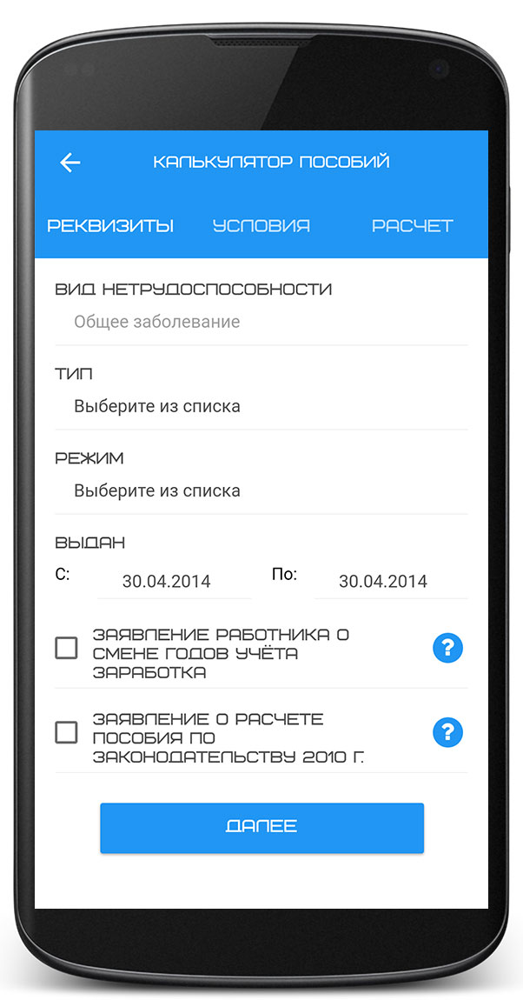 КАЛЬКУЛЯТОР ПОСОБИЙ
РЕКВИЗИТЫ УСЛОВИЯ РАСЧЕТ
ВИД НЕТРУДОСПОСОБНОСТИ
Общее заболевание
ТИП
Выберите из списка
РЕЖИМ
Выберите из списка
ВЫДАН
С: 30.04.2014 По: 30.04.2014
ЗАЯВЛЕНИЕ РАБОТНИКА О
СМЕНЕ ГОДОВ УЧЁТА
ЗАРАБОТКА
?
ЗАЯВЛЕНИЕ О РАСЧЕТЕ
ПОСОБИЯ ПО
ЗАКОНОДАТЕЛЬСТВУ 2010 Г.
?
ДАЛЕЕ